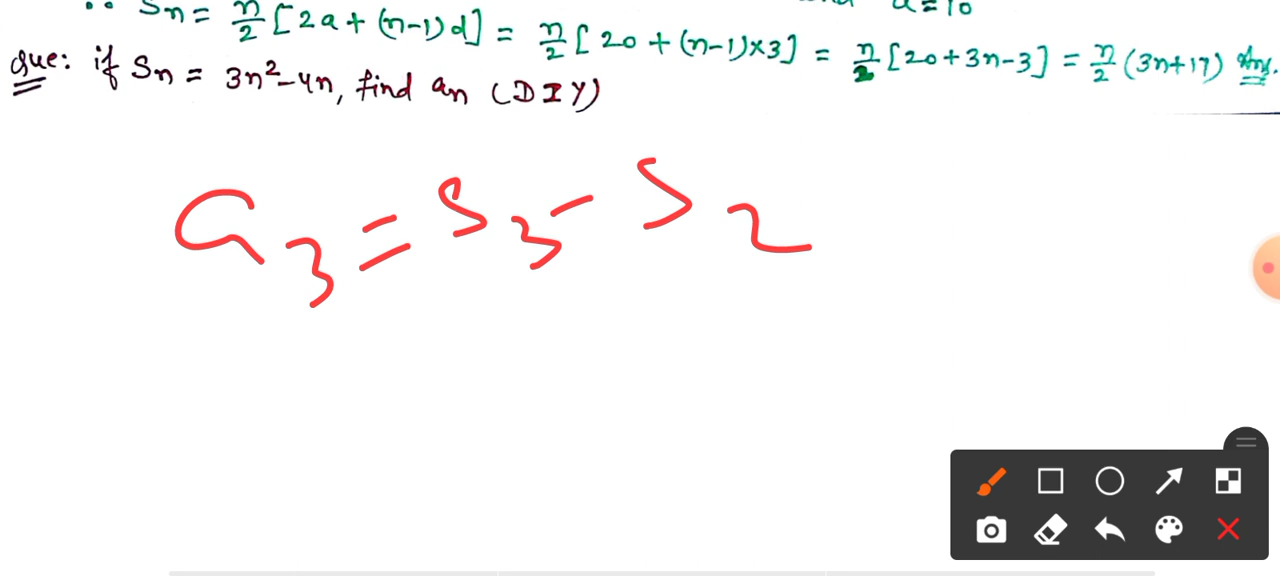 ∴ Sn = n/2 [2a + (n-1)d] = n/2 [20 + (n-1)×3] = n/2 [20+3n-3] = n/2 (3n+17) Ans.
a = 10
Que: if Sn = 3n²-4n, find an (DIY)
a3 = S3 - S2